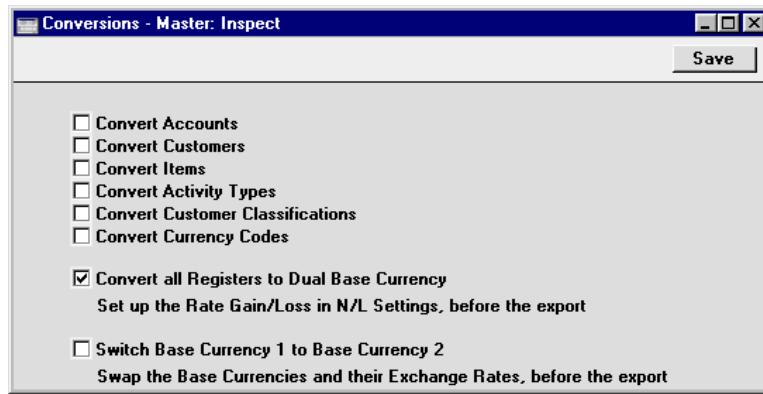 Conversions - Master: Inspect
Save
Convert Accounts
Convert Customers
Convert Items
Convert Activity Types
Convert Customer Classifications
Convert Currency Codes
Convert all Registers to Dual Base Currency
Set up the Rate Gain/Loss in N/L Settings, before the export
Switch Base Currency 1 to Base Currency 2
Swap the Base Currencies and their Exchange Rates, before the export